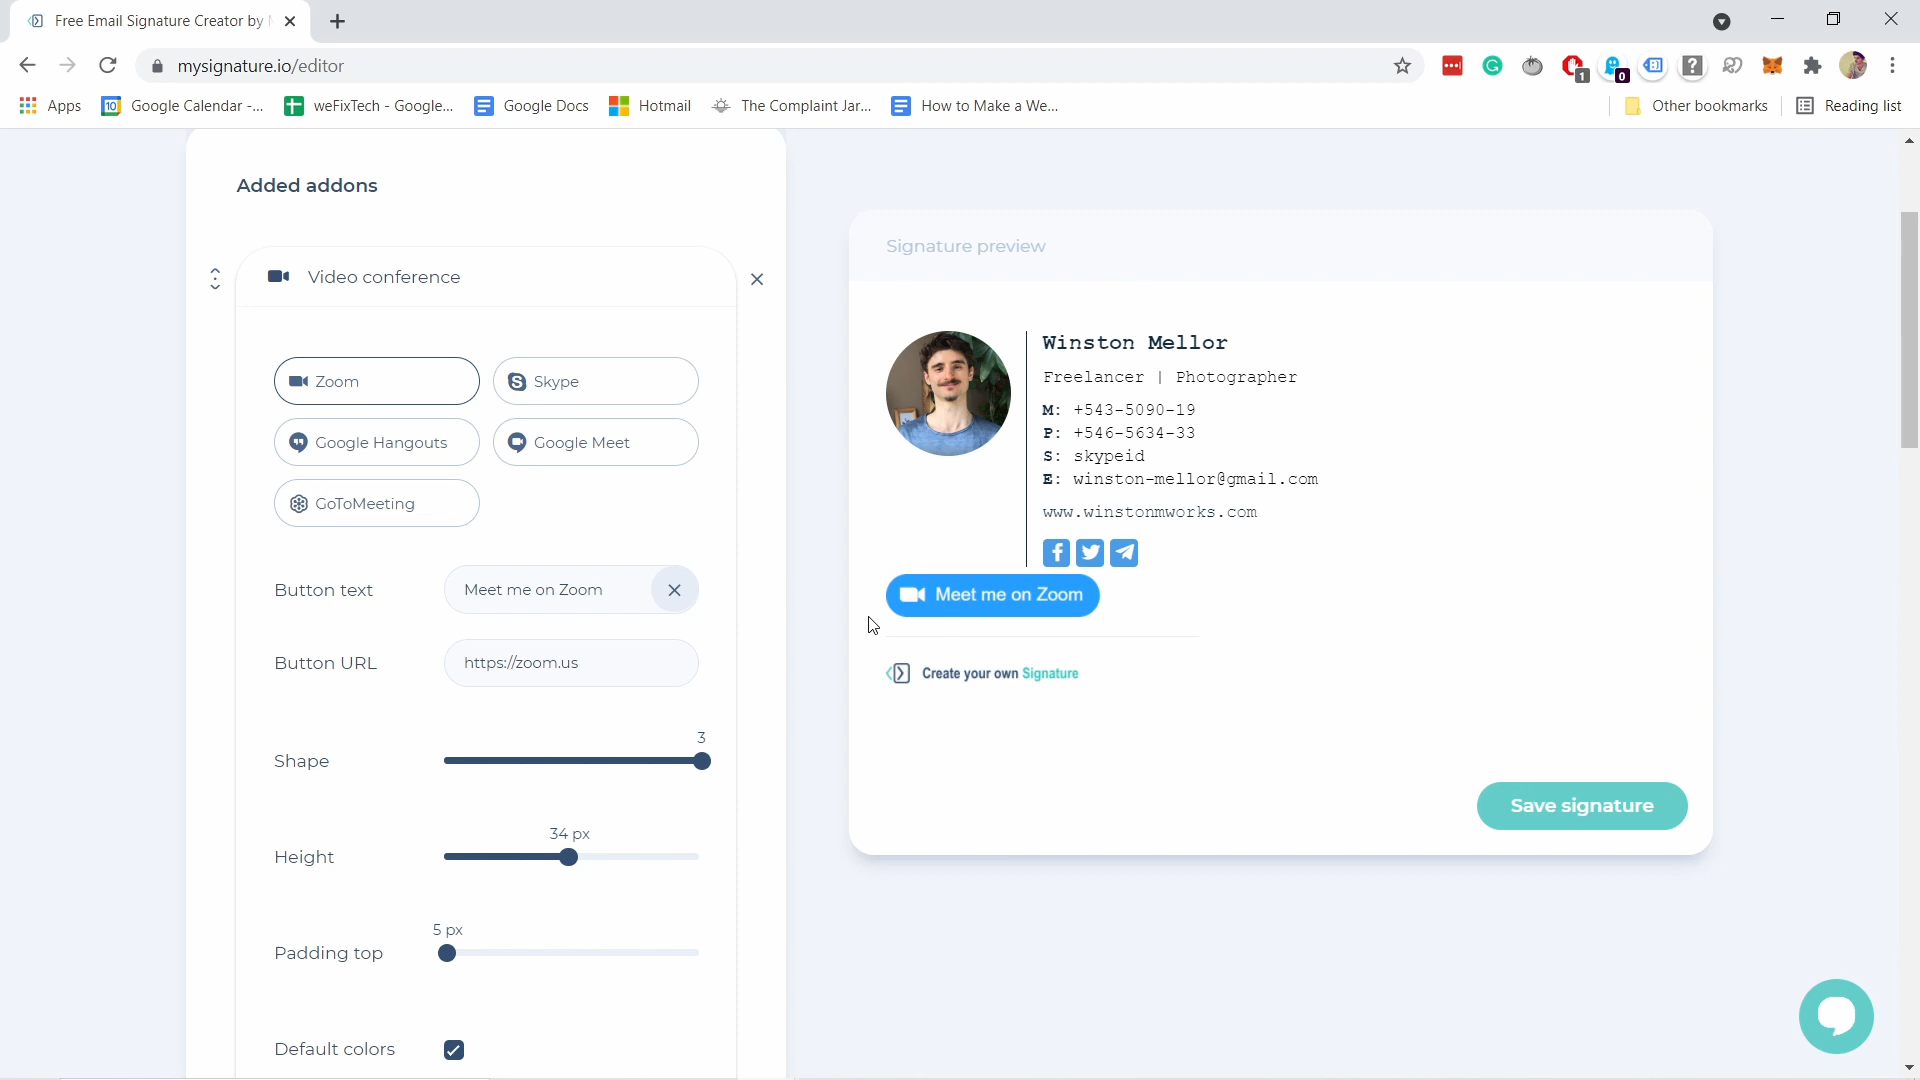 Free Email Signature Creator by
mysignature.io/editor
1
0
Apps
10
Google Calendar -...
weFixTech - Google...
Google Docs
Hotmail
The Complaint Jar...
How to Make a We...
Other bookmarks
Reading list
Added addons
Video conference
Zoom
Skype
Google Hangouts
Google Meet
GoToMeeting
Button text
Meet me on Zoom
Button URL
https://zoom.us
Shape
3
Height
34 px
Padding top
5 px
Default colors
Signature preview
Winston Mellor
Freelancer | Photographer
M: +543-5090-19
P: +546-5634-33
S: skypeid
E: winston-mellor@gmail.com
www.winstonmworks.com
Meet me on Zoom
Create your own Signature
Save signature